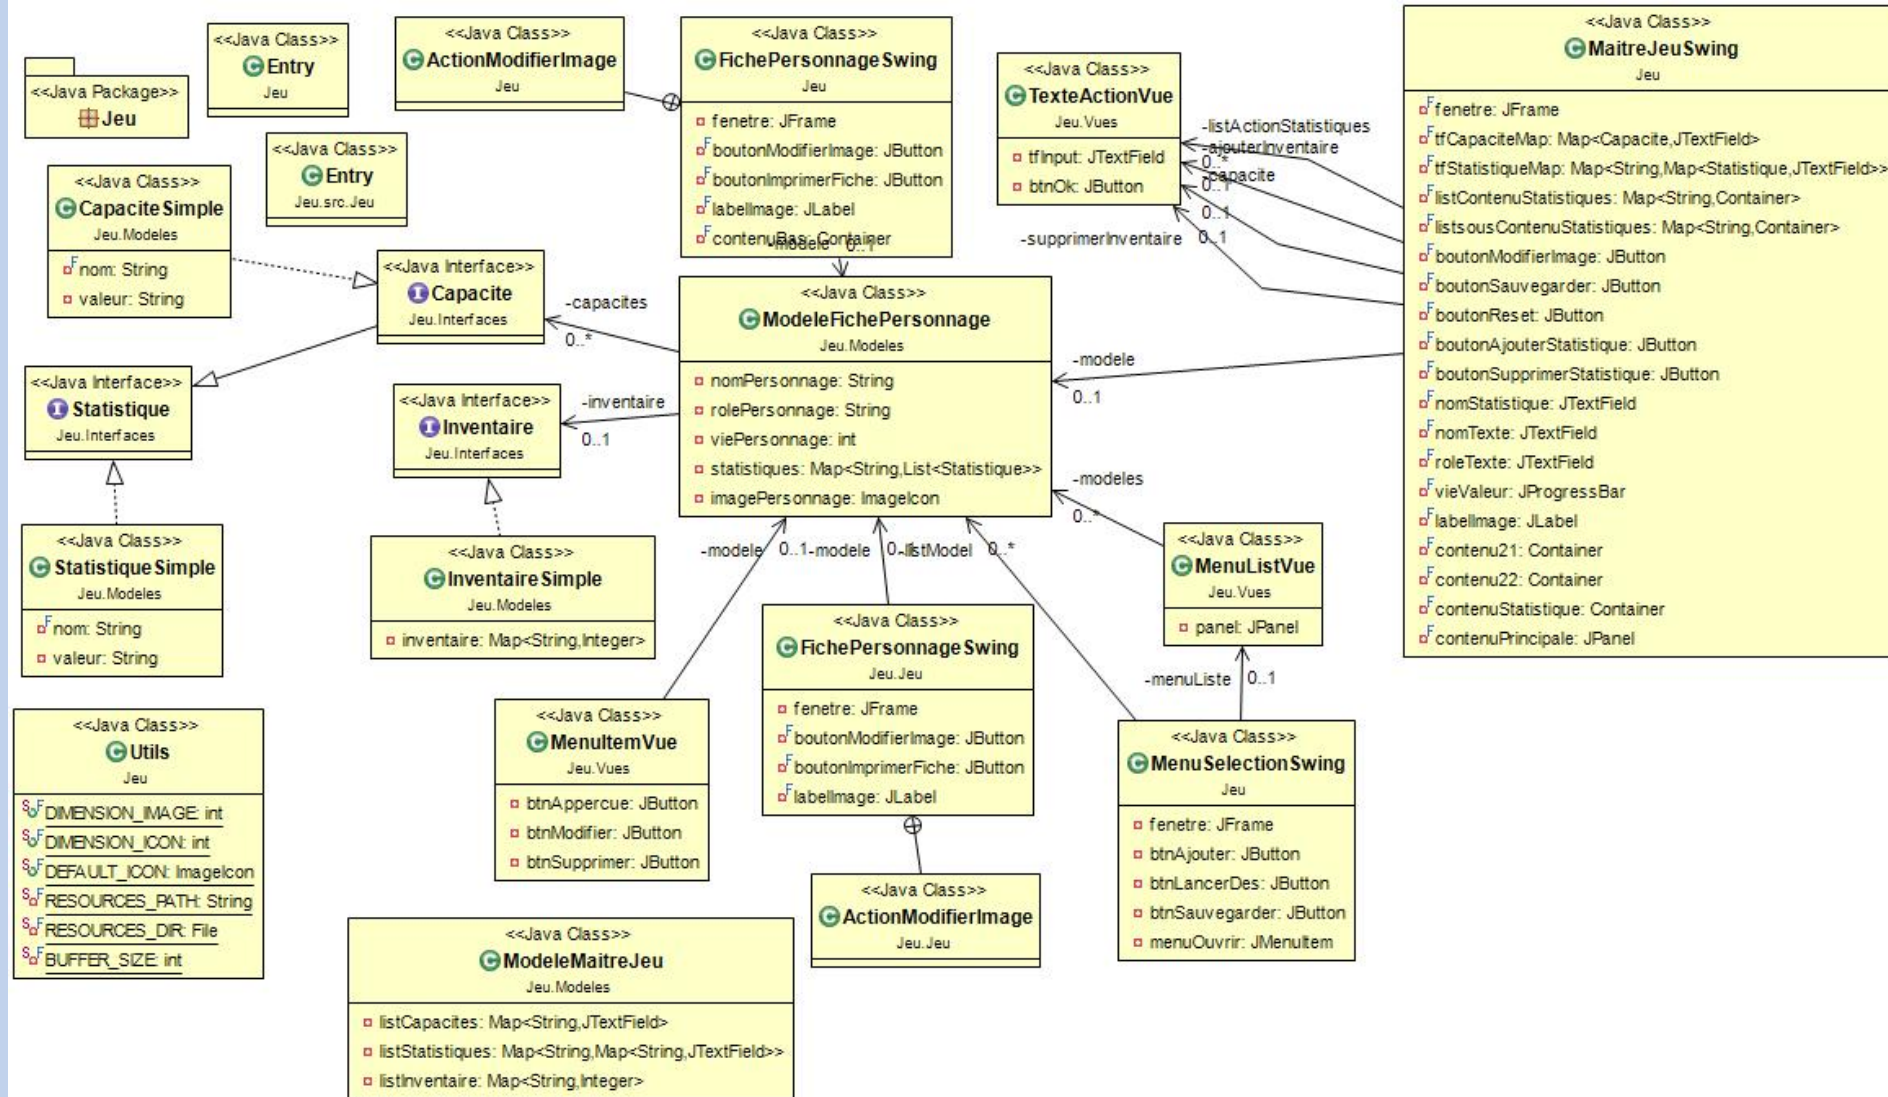 <<Java Package>>
Jeu
<<Java Class>>
Entry
Jeu
<<Java Class>>
Entry
Jeu.src.Jeu
<<Java Class>>
ActionModifierImage
Jeu
<<Java Class>>
FichePersonnageSwing
Jeu
fenetre: JFrame
boutonModifierImage: JButton
boutonImprimerFiche: JButton
labelImage: JLabel
contenuBas: Container
-modele 0..1
<<Java Class>>
TexteActionVue
Jeu.Vues
tfInput: JTextField
btnOk: JButton
-listActionStatistiques
-ajouterInventaire
0..*
-capacite
0..1
0..1
-supprimerInventaire 0..1
<<Java Class>>
MaitreJeuSwing
Jeu
fenetre: JFrame
tfCapaciteMap: Map<Capacite,JTextField>
tfStatistiqueMap: Map<String,Map<Statistique,JTextField>>
listContenuStatistiques: Map<String,Container>
listsousContenuStatistiques: Map<String,Container>
boutonModifierImage: JButton
boutonSauvegarder: JButton
boutonReset: JButton
boutonAjouterStatistique: JButton
boutonSupprimerStatistique: JButton
nomStatistique: JTextField
nomTexte: JTextField
roleTexte: JTextField
vieValeur: JProgressBar
labelImage: JLabel
contenu21: Container
contenu22: Container
contenuStatistique: Container
contenuPrincipale: JPanel
<<Java Class>>
CapaciteSimple
Jeu.Modeles
nom: String
valeur: String
<<Java Interface>>
Capacite
Jeu.Interfaces
-capacites
0..*
<<Java Class>>
ModeleFichePersonnage
Jeu.Modeles
nomPersonnage: String
rolePersonnage: String
viePersonnage: int
statistiques: Map<String,List<Statistique>>
imagePersonnage: ImageIcon
-modele
0..1
<<Java Interface>>
Statistique
Jeu.Interfaces
<<Java Interface>>
Inventaire
Jeu.Interfaces
-inventaire
0..1
-modeles
0..*
<<Java Class>>
StatistiqueSimple
Jeu.Modeles
nom: String
valeur: String
<<Java Class>>
InventaireSimple
Jeu.Modeles
inventaire: Map<String,Integer>
-modele 0..1
-modele 0..1
-listModel 0..*
<<Java Class>>
MenuListVue
Jeu.Vues
panel: JPanel
-menuListe 0..1
<<Java Class>>
FichePersonnageSwing
Jeu.Jeu
fenetre: JFrame
boutonModifierImage: JButton
boutonImprimerFiche: JButton
labelImage: JLabel
<<Java Class>>
Utils
Jeu
DIMENSION_IMAGE: int
DIMENSION_ICON: int
DEFAULT_ICON: ImageIcon
RESOURCES_PATH: String
RESOURCES_DIR: File
BUFFER_SIZE: int
<<Java Class>>
MenuItemVue
Jeu.Vues
btnAppercue: JButton
btnModifier: JButton
btnSupprimer: JButton
<<Java Class>>
MenuSelectionSwing
Jeu
fenetre: JFrame
btnAjouter: JButton
btnLancerDes: JButton
btnSauvegarder: JButton
menuOuvrir: JMenuItem
<<Java Class>>
ActionModifierImage
Jeu.Jeu
<<Java Class>>
ModeleMaitreJeu
Jeu.Modeles
listCapacites: Map<String,JTextField>
listStatistiques: Map<String,Map<String,JTextField>>
listInventaire: Map<String,Integer>